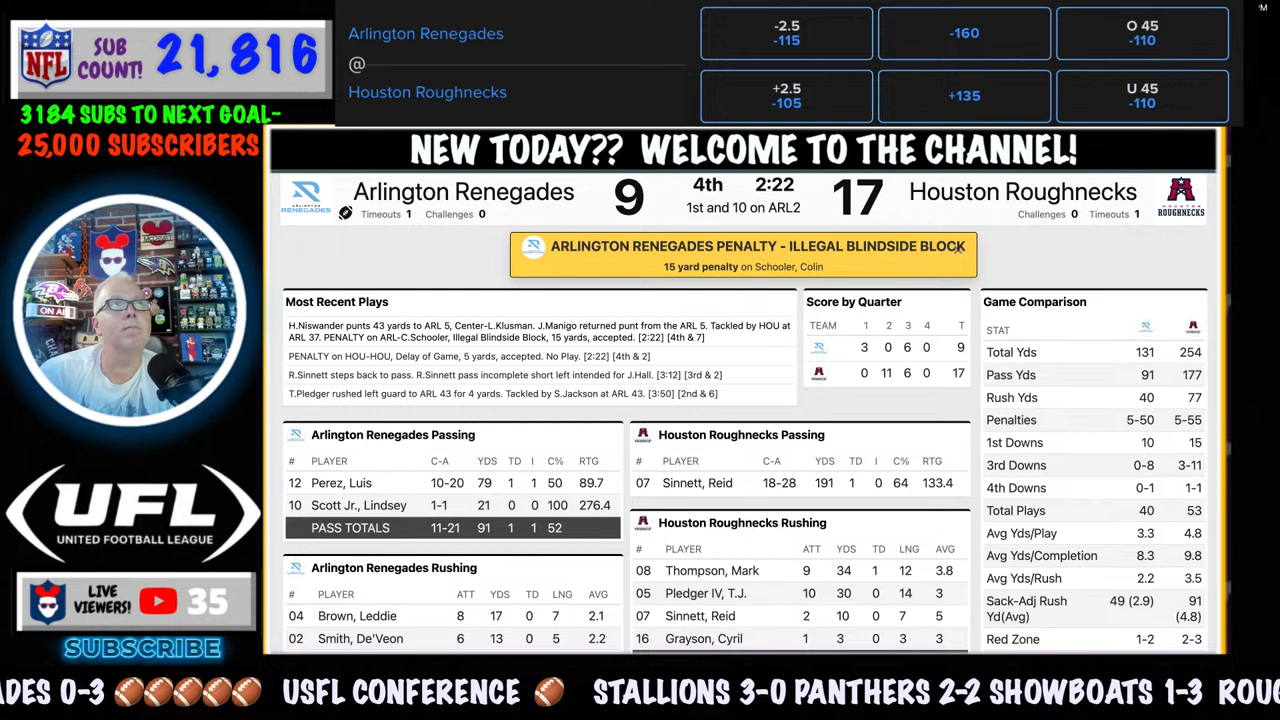 NFL
SUB COUNT!
21,816
3184 SUBS TO NEXT GOAL~
25,000 SUBSCRIBERS
Arlington Renegades
@
Houston Roughnecks
-2.5
-115
-160
O 45
-110
+2.5
-105
+135
U 45
-110
M
NEW TODAY?? WELCOME TO THE CHANNEL!
RENEGADES
Arlington Renegades
Timeouts 1 Challenges 0
9
4th 2:22
1st and 10 on ARL2
17
Houston Roughnecks
Challenges 0 Timeouts 1
ROUGHNECKS
ARLINGTON RENEGADES PENALTY - ILLEGAL BLINDSIDE BLOCK
15 yard penalty on Schooler, Colin
Most Recent Plays
H.Niswander punts 43 yards to ARL 5, Center-L.Klusman. J.Manigo returned punt from the ARL 5. Tackled by HOU at
ARL 37. PENALTY on ARL-C.Schooler, Illegal Blindside Block, 15 yards, accepted. [2:22] [4th & 7]
PENALTY on HOU-HOU, Delay of Game, 5 yards, accepted. No Play. [2:22] [4th & 2]
R.Sinnett steps back to pass. R.Sinnett pass incomplete short left intended for J.Hall. [3:12] [3rd & 2]
T.Pledger rushed left guard to ARL 43 for 4 yards. Tackled by S.Jackson at ARL 43. [3:50] [2nd & 6]
Score by Quarter
TEAM 1 2 3 4 T
3 0 6 0 9
0 11 6 0 17
Game Comparison
STAT
Total Yds 131 254
Pass Yds 91 177
Rush Yds 40 77
Penalties 5-50 5-55
1st Downs 10 15
3rd Downs 0-8 3-11
4th Downs 0-1 1-1
Total Plays 40 53
Avg Yds/Play 3.3 4.8
Avg Yds/Completion 8.3 9.8
Avg Yds/Rush 2.2 3.5
Sack-Adj Rush Yd(Avg) 49 (2.9) 91 (4.8)
Red Zone 1-2 2-3
Arlington Renegades Passing
# PLAYER C-A YDS TD I C% RTG
12 Perez, Luis 10-20 79 1 1 50 89.7
10 Scott Jr., Lindsey 1-1 21 0 0 100 276.4
PASS TOTALS 11-21 91 1 1 52
Arlington Renegades Rushing
# PLAYER ATT YDS TD LNG AVG
04 Brown, Leddie 8 17 0 7 2.1
02 Smith, De'Veon 6 13 0 5 2.2
Houston Roughnecks Passing
# PLAYER C-A YDS TD I C% RTG
07 Sinnett, Reid 18-28 191 1 0 64 133.4
Houston Roughnecks Rushing
# PLAYER ATT YDS TD LNG AVG
08 Thompson, Mark 9 34 1 12 3.8
05 Pledger IV, T.J. 10 30 0 14 3
07 Sinnett, Reid 2 10 0 7 5
16 Grayson, Cyril 1 3 0 3 3
ON AI
UFL
UNITED FOOTBALL LEAGUE
LIVE VIEWERS!
35
SUBSCRIBE
ADES 0-3 USFL CONFERENCE STALLIONS 3-0 PANTHERS 2-2 SHOWBOATS 1-3 ROUG